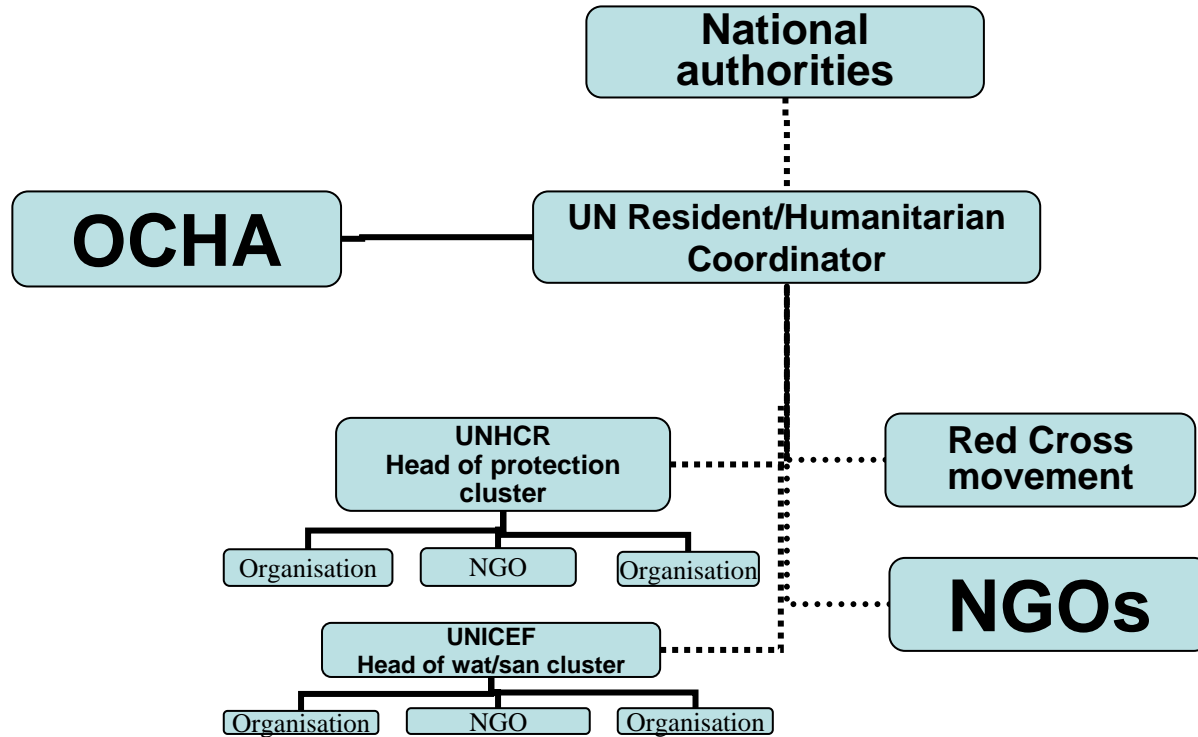 National
authorities
OCHA
UN Resident/Humanitarian
Coordinator
UNHCR
Head of protection
cluster
Red Cross
movement
Organisation
NGO
Organisation
NGOs
UNICEF
Head of wat/san cluster
Organisation
NGO
Organisation